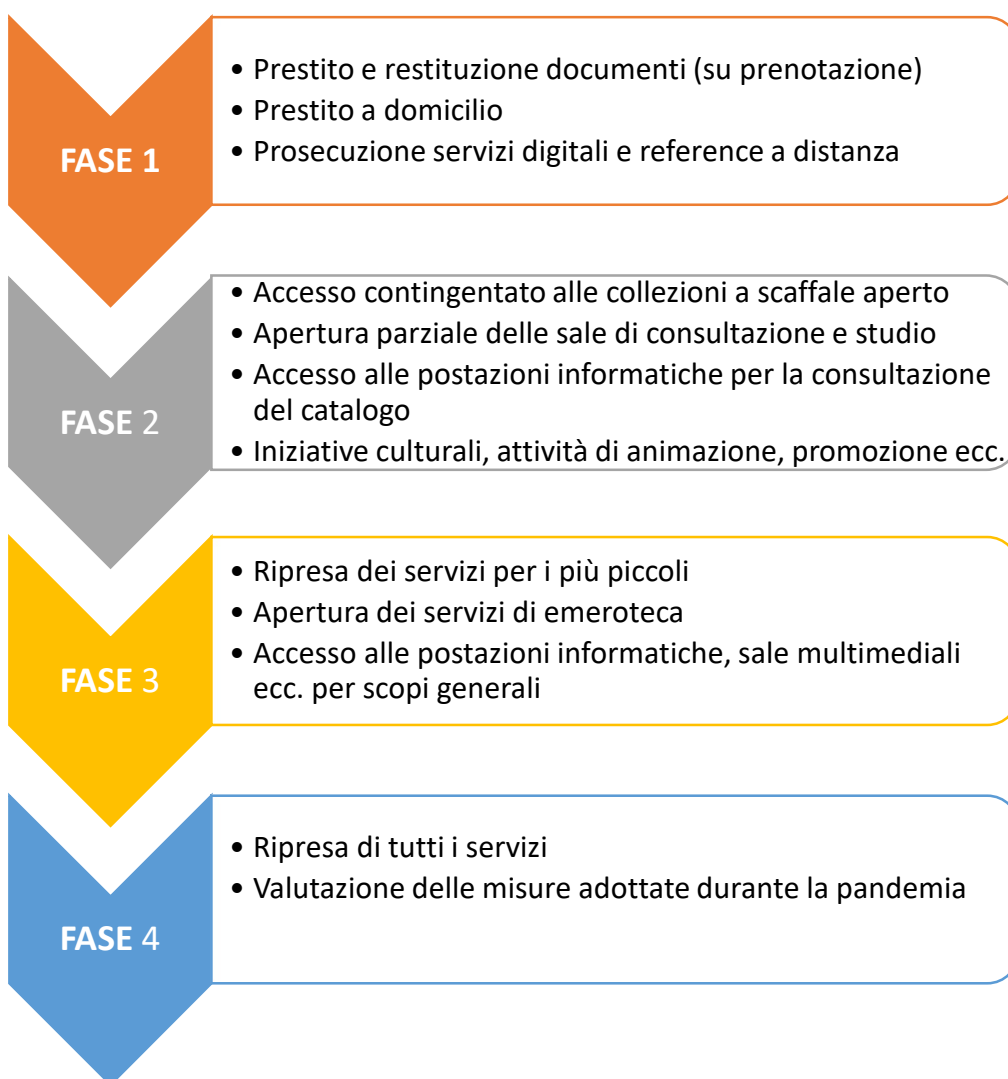 FASE 1
• Prestito e restituzione documenti (su prenotazione)
• Prestito a domicilio
• Prosecuzione servizi digitali e reference a distanza
FASE 2
• Accesso contingentato alle collezioni a scaffale aperto
• Apertura parziale delle sale di consultazione e studio
• Accesso alle postazioni informatiche per la consultazione
del catalogo
• Iniziative culturali, attività di animazione, promozione ecc.
FASE 3
• Ripresa dei servizi per i più piccoli
• Apertura dei servizi di emeroteca
• Accesso alle postazioni informatiche, sale multimediali
ecc. per scopi generali
FASE 4
• Ripresa di tutti i servizi
• Valutazione delle misure adottate durante la pandemia